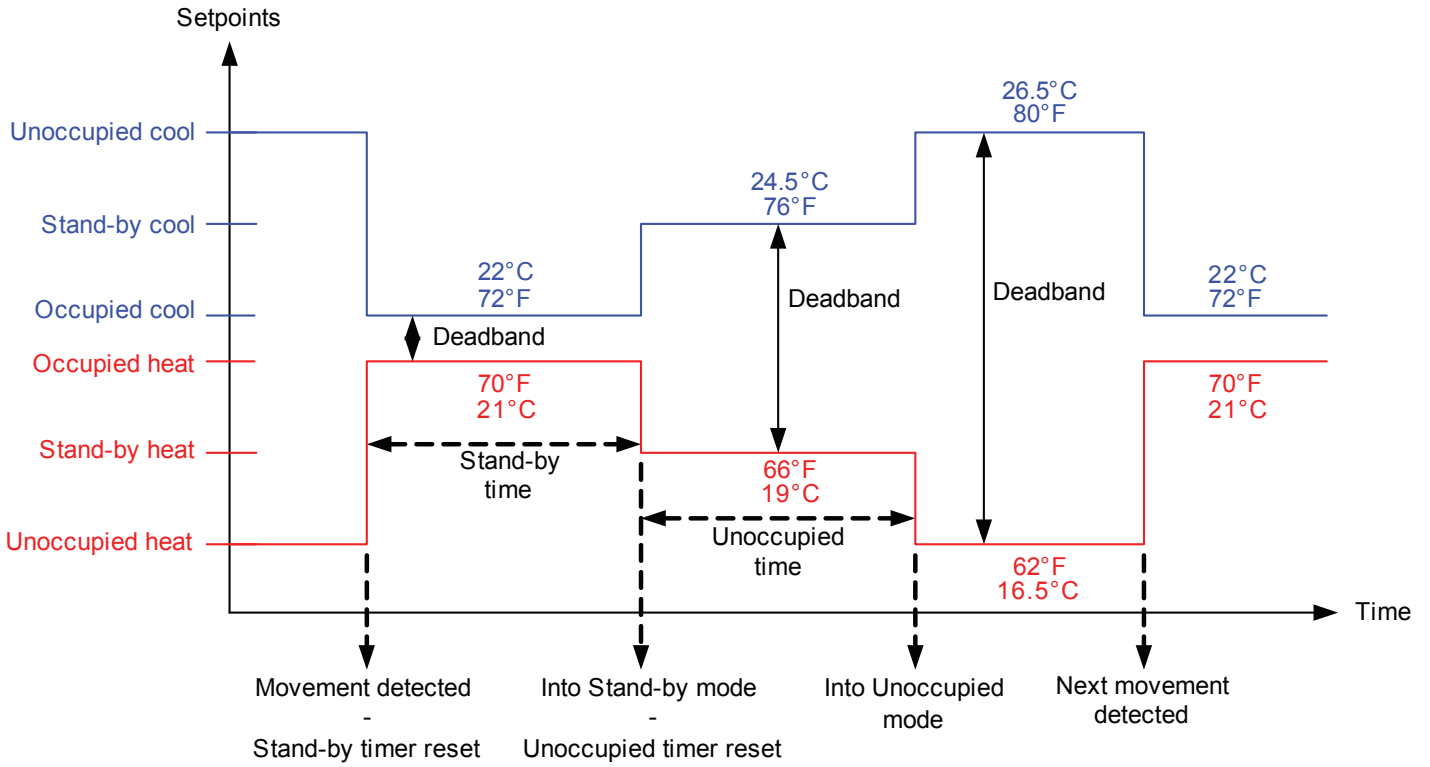 Setpoints
26.5°C
80°F
Unoccupied cool
24.5°C
76°F
Stand-by cool
22°C
72°F
22°C
72°F
Deadband
Deadband
Occupied cool
Deadband
Occupied heat
70°F
21°C
70°F
21°C
Stand-by heat
Stand-by
time
66°F
19°C
Unoccupied heat
Unoccupied
time
62°F
16.5°C
Time
Movement detected
-
Stand-by timer reset
Into Stand-by mode
-
Unoccupied timer reset
Into Unoccupied
mode
Next movement
detected